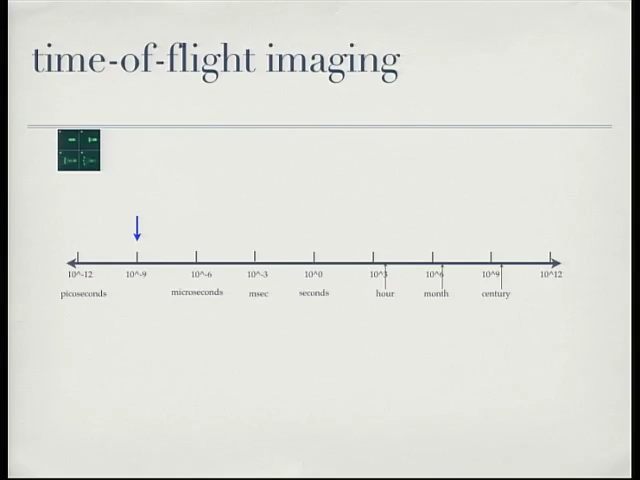 time-of-flight imaging
10^-12 10^-9 10^-6 10^-3 10^0 10^3 10^6 10^9 10^12
picoseconds microseconds msec seconds hour month century